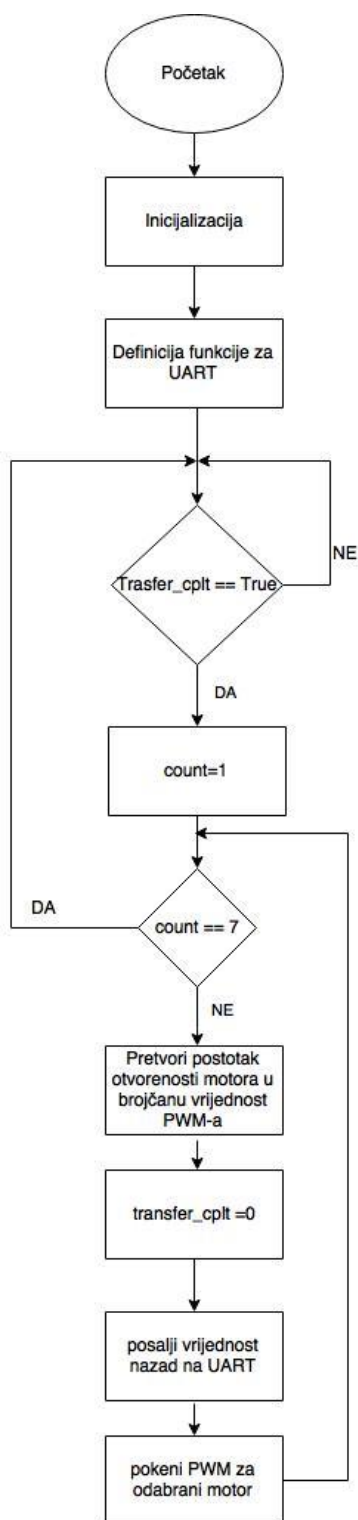 Početak
Inicijalizacija
Definicija funkcije za
UART
NE
Trasfer_cplt == True
DA
count=1
DA
count == 7
NE
Pretvori postotak
otvorenosti motora u
brojčanu vrijednost
PWM-a
transfer_cplt =0
posalji vrijednost
nazad na UART
pokeni PWM za
odabrani motor